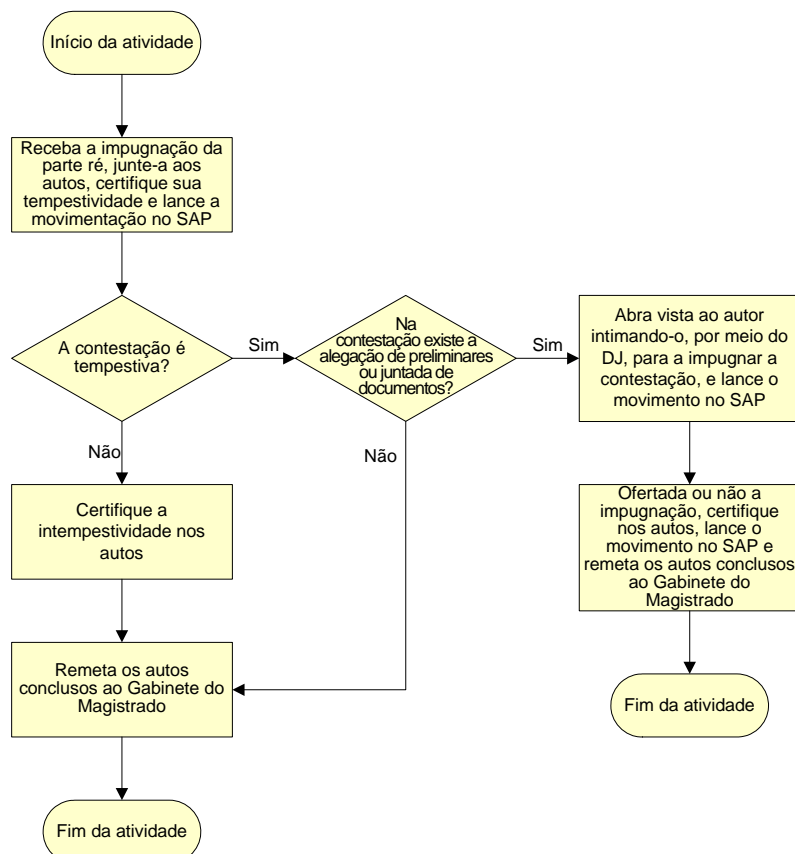 Início da atividade
Receba a impugnação da
parte ré, junte-a aos
autos, certifique sua
tempestividade e lance a
movimentação no SAP
A contestação é
tempestiva?
Sim
Na
contestação existe a
alegação de preliminares
ou juntada de
documentos?
Sim
Abra vista ao autor
intimando-o, por meio do
DJ, para a impugnar a
contestação, e lance o
movimento no SAP
Não
Certifique a
intempestividade nos
autos
Não
Ofertada ou não a
impugnação, certifique
nos autos, lance o
movimento no SAP e
remeta os autos conclusos
ao Gabinete do
Magistrado
Remeta os autos
conclusos ao Gabinete do
Magistrado
Fim da atividade
Fim da atividade